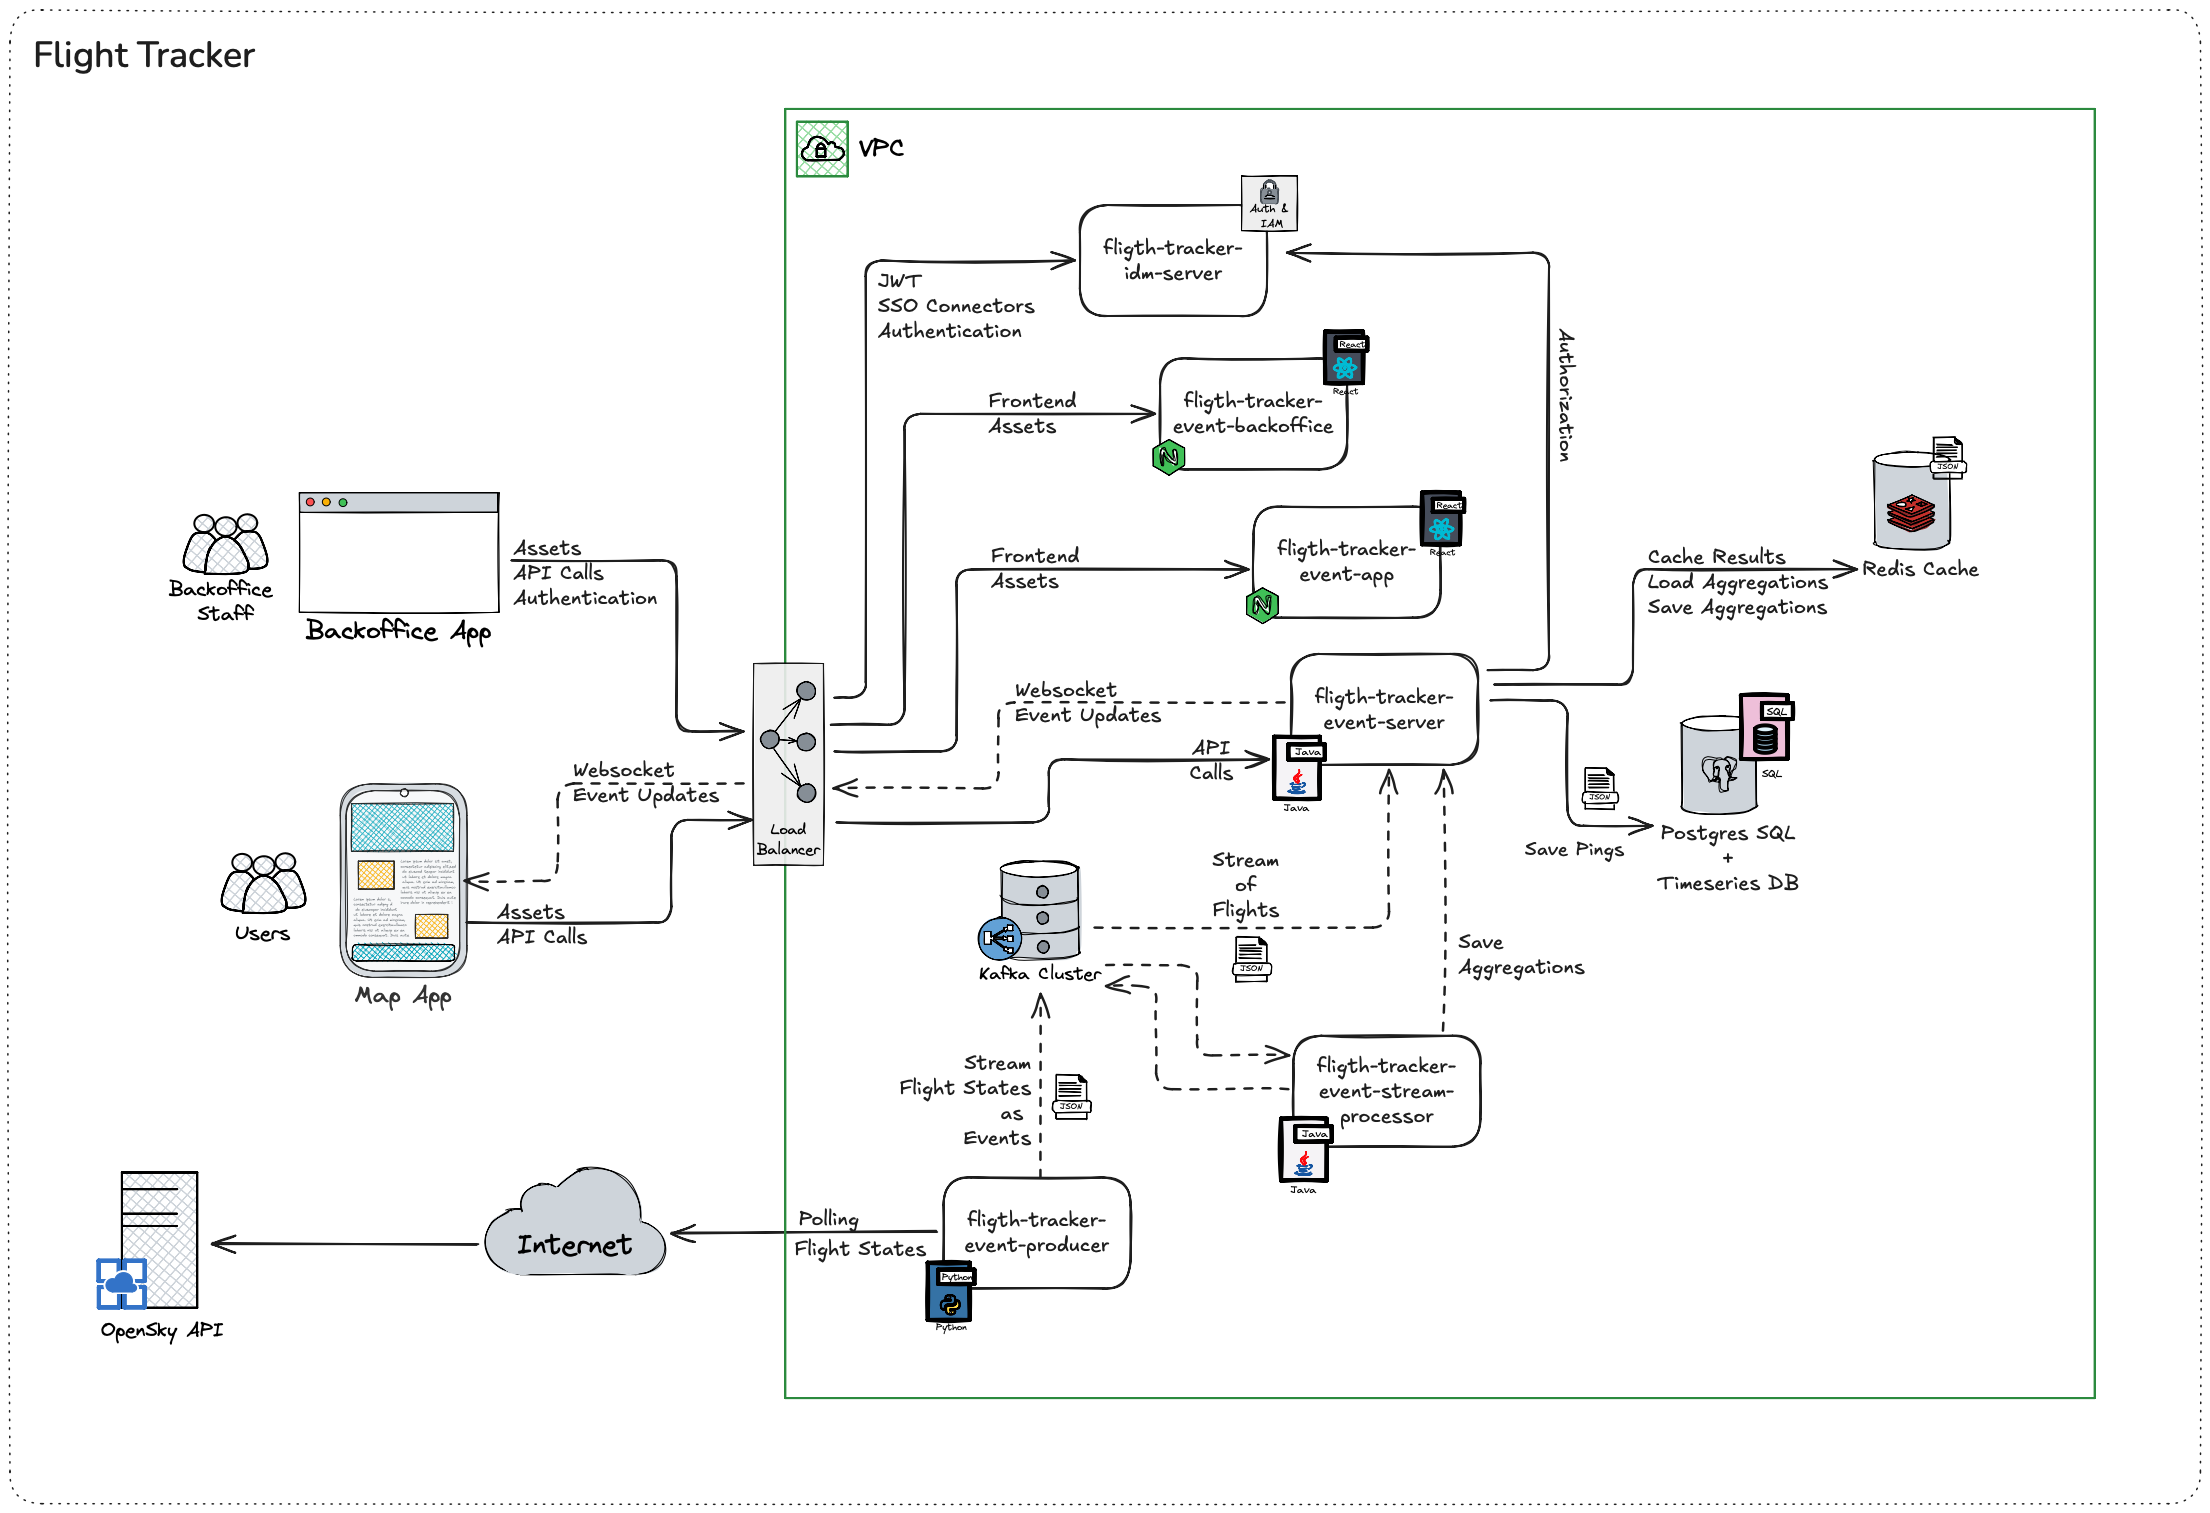 Flight Tracker
VPC
Auth &
IAM
fligth-tracker-
idm-server
JWT
SSO Connectors
Authentication
Authorization
React
React
Frontend
Assets
fligth-tracker-
event-backoffice
React
React
Frontend
Assets
fligth-tracker-
event-app
JSON
Redis Cache
Cache Results
Load Aggregations
Save Aggregations
Backoffice
Staff
Backoffice App
Assets
API Calls
Authentication
Websocket
Event Updates
fligth-tracker-
event-server
Java
Java
API
Calls
SQL
SQL
JSON
Save Pings
Postgres SQL
+
Timeseries DB
Load
Balancer
Websocket
Event Updates
Assets
API Calls
Users
Map App
Stream
of
Flights
JSON
Kafka Cluster
Save
Aggregations
Stream
Flight States
as
Events
JSON
fligth-tracker-
event-stream-
processor
Java
Java
fligth-tracker-
event-producer
Python
Python
Polling
Flight States
Internet
OpenSky API